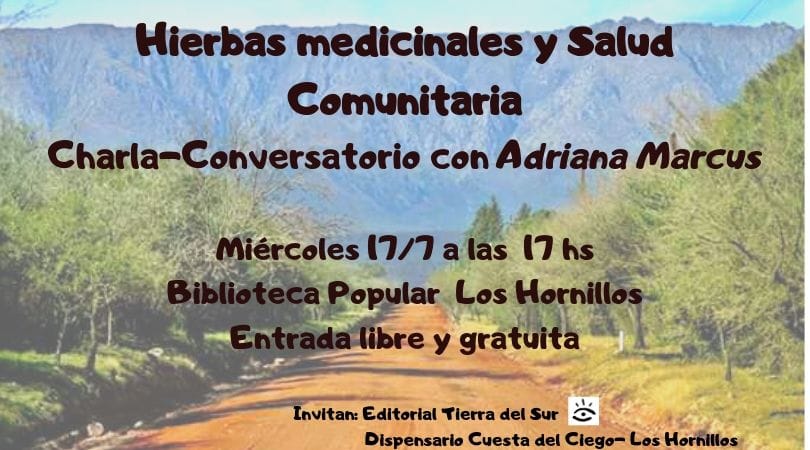 Hierbas medicinales y Salud
Comunitaria
Charla-Conversatorio con Adriana Marcus
Miércoles 17/7 a las 17 hs
Biblioteca Popular Los Hornillos
Entrada libre y gratuita
Invitan: Editorial Tierra del Sur
Dispensario Cuesta del Ciego- Los Hornillos